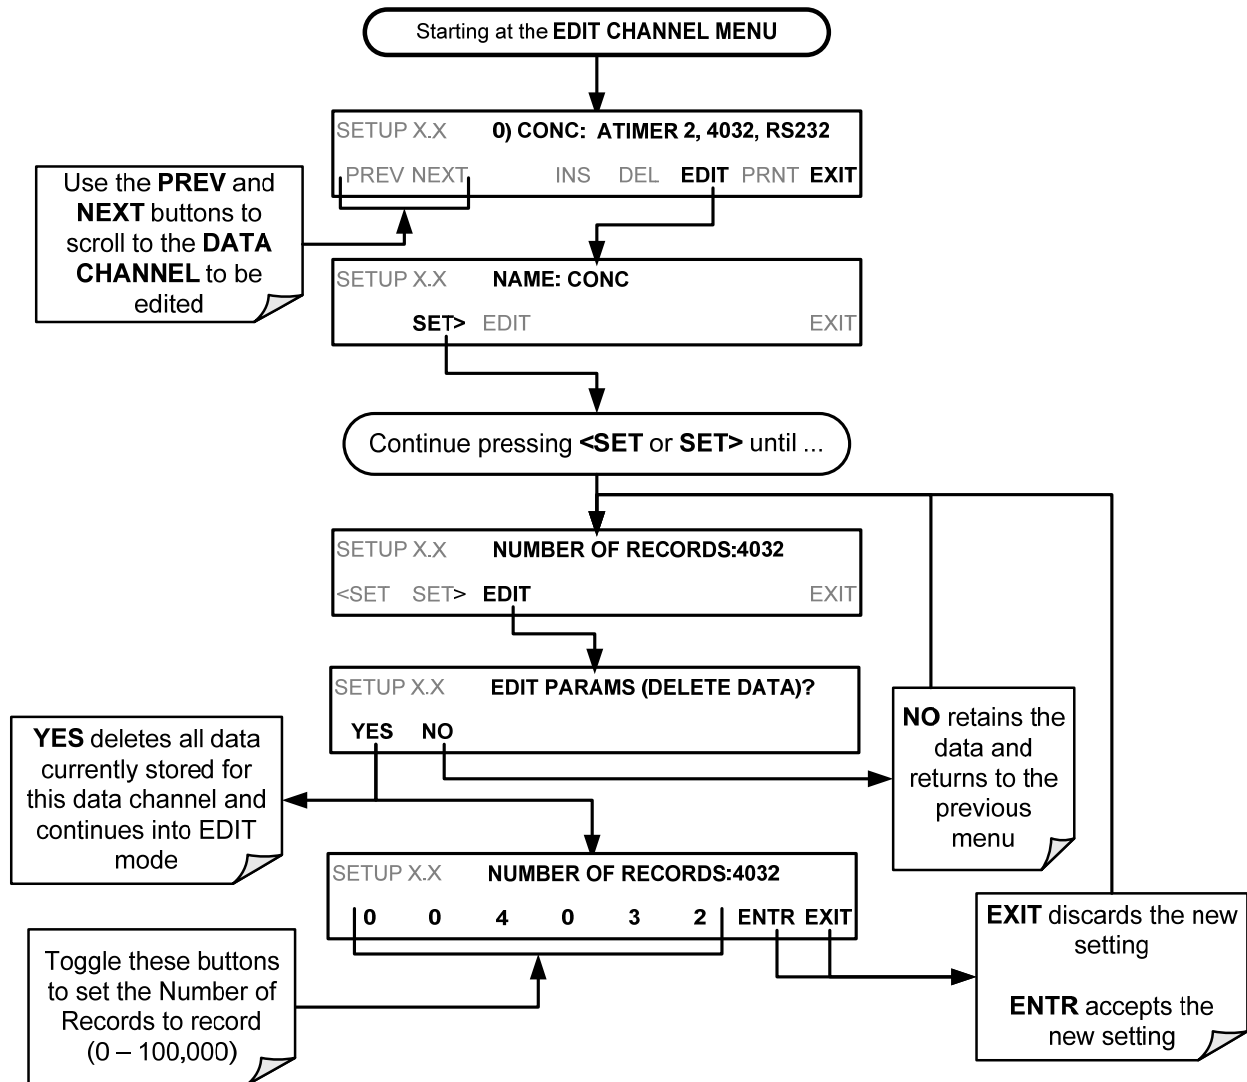 Starting at the EDIT CHANNEL MENU
SETUP X.X 0) CONC: ATIMER 2, 4032, RS232
PREV NEXT INS DEL EDIT PRNT EXIT
Use the PREV and
NEXT buttons to
scroll to the DATA
CHANNEL to be
edited
SETUP X.X NAME: CONC
SET> EDIT EXIT
Continue pressing <SET or SET> until ...
SETUP X.X NUMBER OF RECORDS:4032
<SET SET> EDIT EXIT
SETUP X.X EDIT PARAMS (DELETE DATA)?
YES NO
NO retains the
data and
returns to the
previous
menu
YES deletes all data
currently stored for
this data channel and
continues into EDIT
mode
SETUP X.X NUMBER OF RECORDS:4032
0 0 4 0 3 2 ENTR EXIT
EXIT discards the new
setting
ENTR accepts the
new setting
Toggle these buttons
to set the Number of
Records to record
(0 – 100,000)